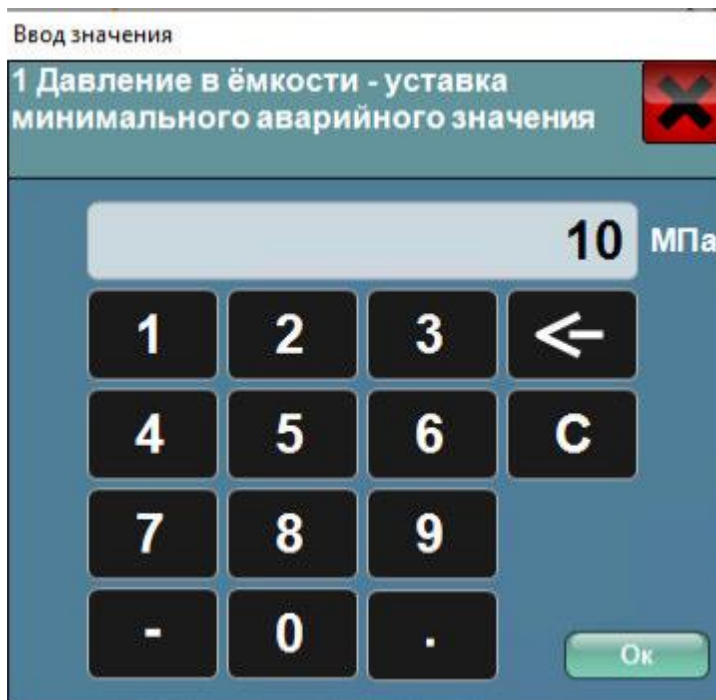 Ввод значения
1 Давление в ёмкости - уставка
минимального аварийного значения
10 МПа
1 2 3 <-
4 5 6 C
7 8 9
- 0 .
Ок